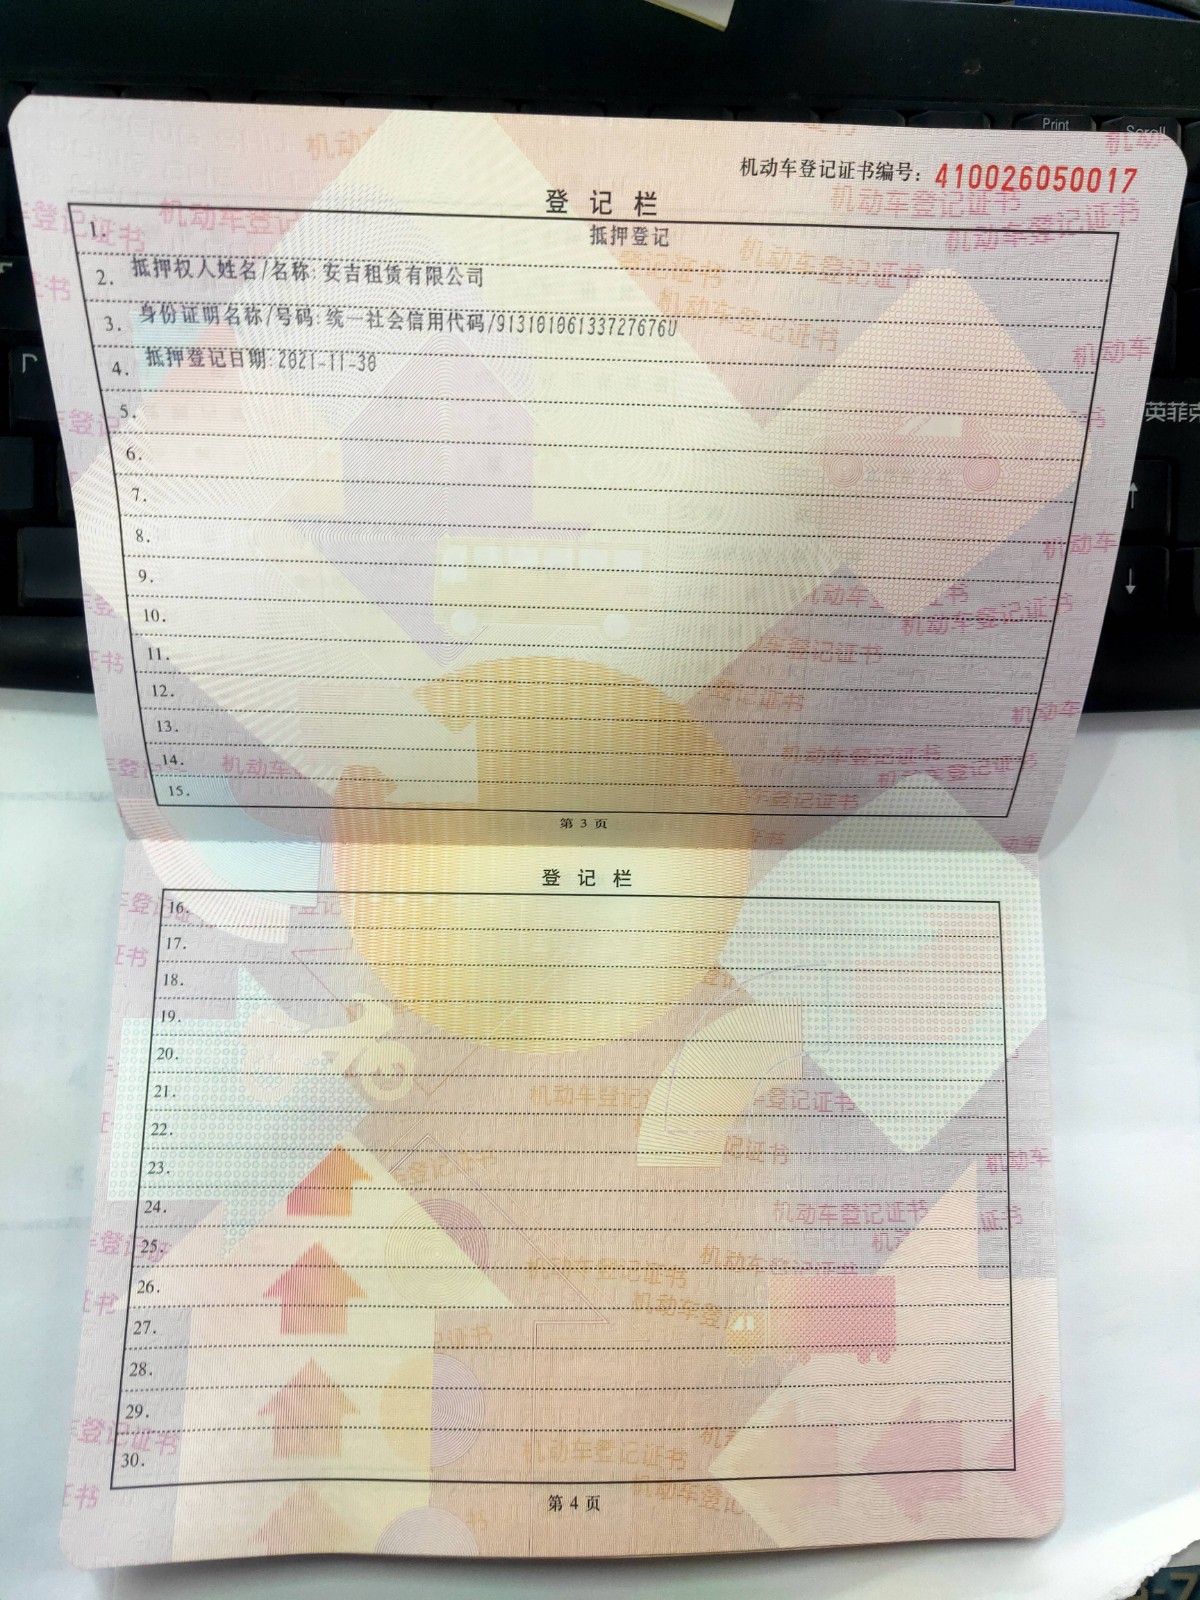 Print
Scroll
机动车登记证书编号：410026050017
登记栏
1. 抵押登记
2. 抵押权人姓名/名称:安吉租赁有限公司
3. 身份证明名称/号码:统一社会信用代码/91310106133727676U
4. 抵押登记日期:2021-11-30
5.
6.
7.
8.
9.
10.
11.
12.
13.
14.
15.
第 3 页
登记栏
16.
17.
18.
19.
20.
21.
22.
23.
24.
25.
26.
27.
28.
29.
30.
第 4 页